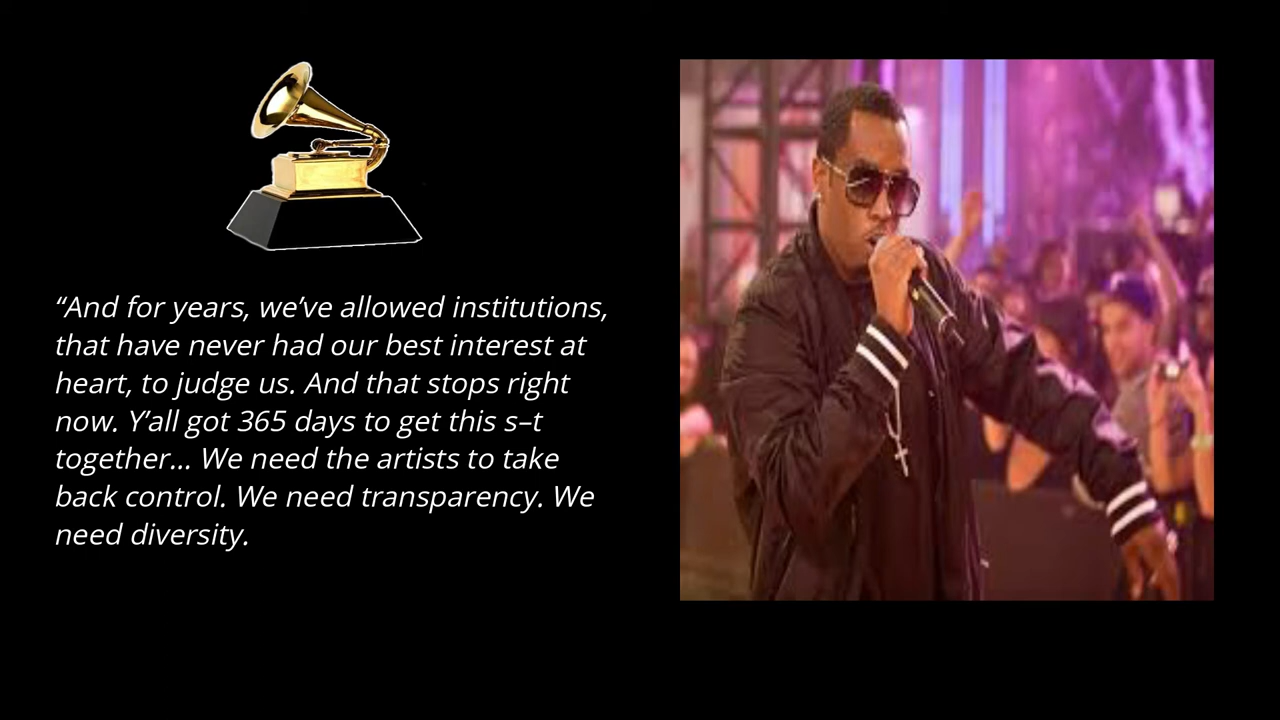 “And for years, we’ve allowed institutions,
that have never had our best interest at
heart, to judge us. And that stops right
now. Y’all got 365 days to get this s–t
together... We need the artists to take
back control. We need transparency. We
need diversity.